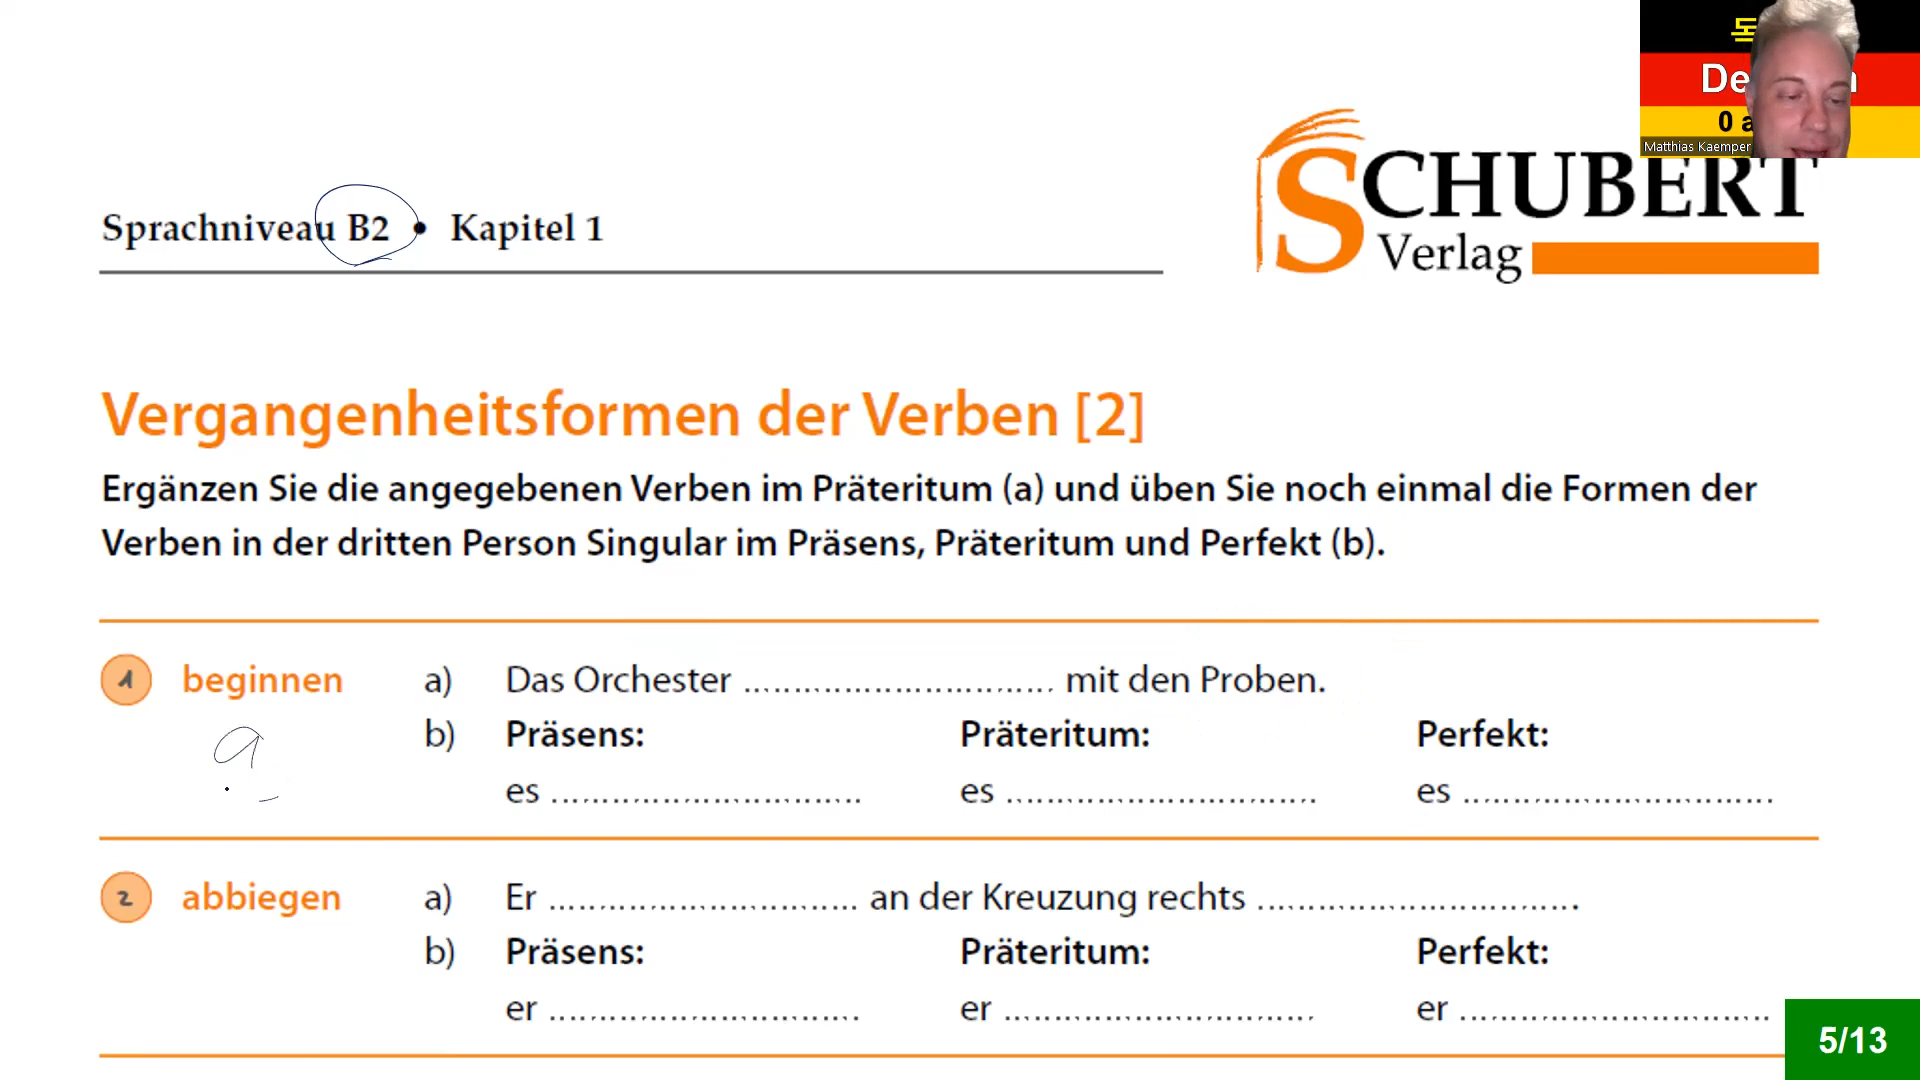 독
De
0 a
Matthias Kaemper
SCHUBERT
Verlag
Sprachniveau B2 • Kapitel 1
Vergangenheitsformen der Verben [2]
Ergänzen Sie die angegebenen Verben im Präteritum (a) und üben Sie noch einmal die Formen der
Verben in der dritten Person Singular im Präsens, Präteritum und Perfekt (b).
1 beginnen a) Das Orchester .............................. mit den Proben.
a b) Präsens: Präteritum: Perfekt:
es .............................. es .............................. es ..............................
2 abbiegen a) Er .............................. an der Kreuzung rechts ...............................
b) Präsens: Präteritum: Perfekt:
er .............................. er .............................. er ..............................
5/13